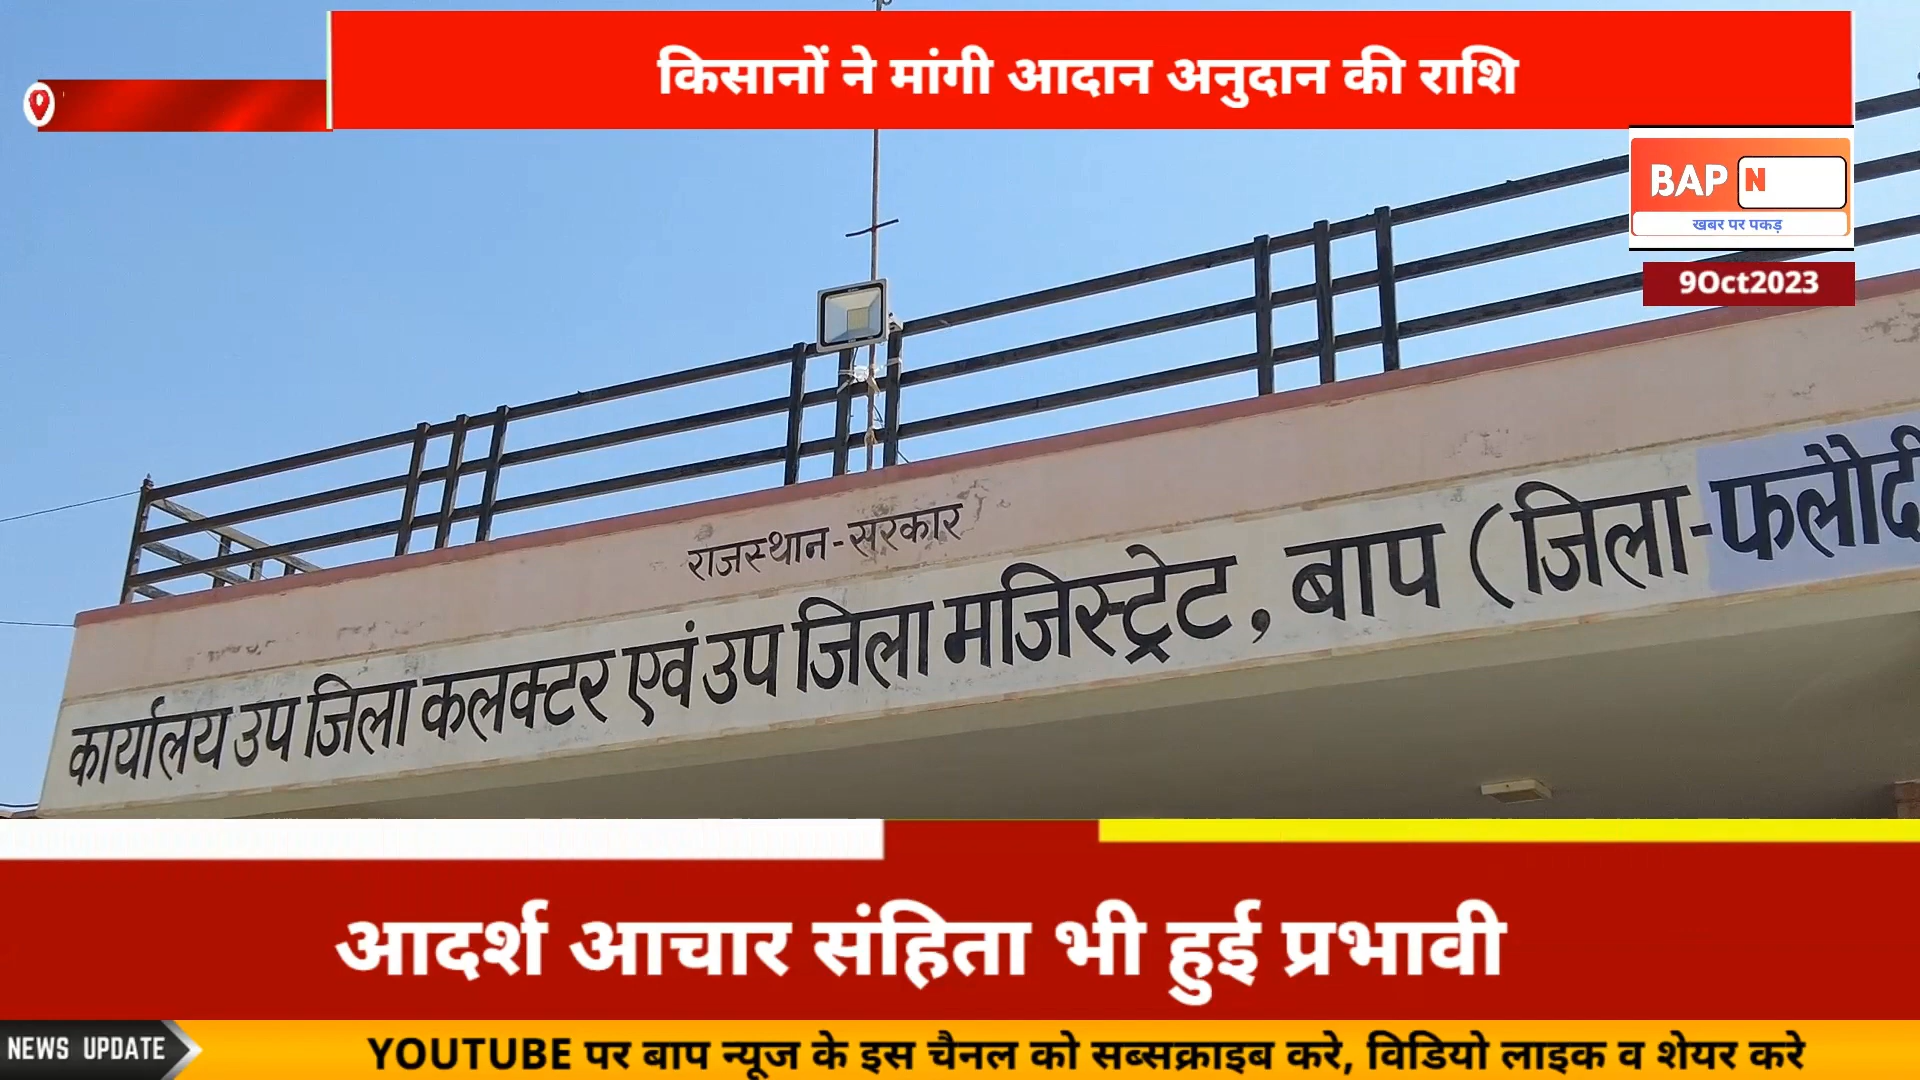 किसानों ने मांगी आदान अनुदान की राशि
BAP N
खबर पर पकड़
9Oct2023
राजस्थान-सरकार
कार्यालय उप जिला कलक्टर एवं उप जिला मजिस्ट्रेट, बाप (जिला-फलौदी
आदर्श आचार संहिता भी हुई प्रभावी
NEWS UPDATE
YOUTUBE पर बाप न्यूज के इस चैनल को सब्सक्राइब करे, विडियो लाइक व शेयर करे